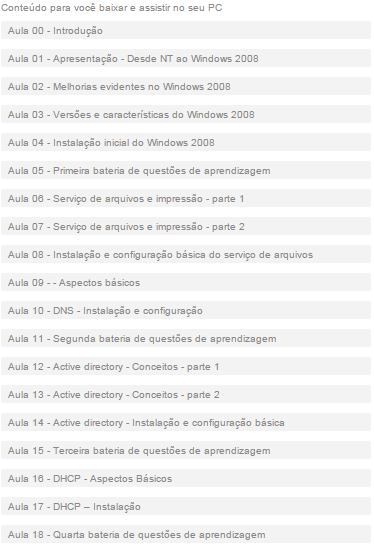 Conteúdo para você baixar e assistir no seu PC
Aula 00 - Introdução
Aula 01 - Apresentação - Desde NT ao Windows 2008
Aula 02 - Melhorias evidentes no Windows 2008
Aula 03 - Versões e características do Windows 2008
Aula 04 - Instalação inicial do Windows 2008
Aula 05 - Primeira bateria de questões de aprendizagem
Aula 06 - Serviço de arquivos e impressão - parte 1
Aula 07 - Serviço de arquivos e impressão - parte 2
Aula 08 - Instalação e configuração básica do serviço de arquivos
Aula 09 - - Aspectos básicos
Aula 10 - DNS - Instalação e configuração
Aula 11 - Segunda bateria de questões de aprendizagem
Aula 12 - Active directory - Conceitos - parte 1
Aula 13 - Active directory - Conceitos - parte 2
Aula 14 - Active directory - Instalação e configuração básica
Aula 15 - Terceira bateria de questões de aprendizagem
Aula 16 - DHCP - Aspectos Básicos
Aula 17 - DHCP – Instalação
Aula 18 - Quarta bateria de questões de aprendizagem